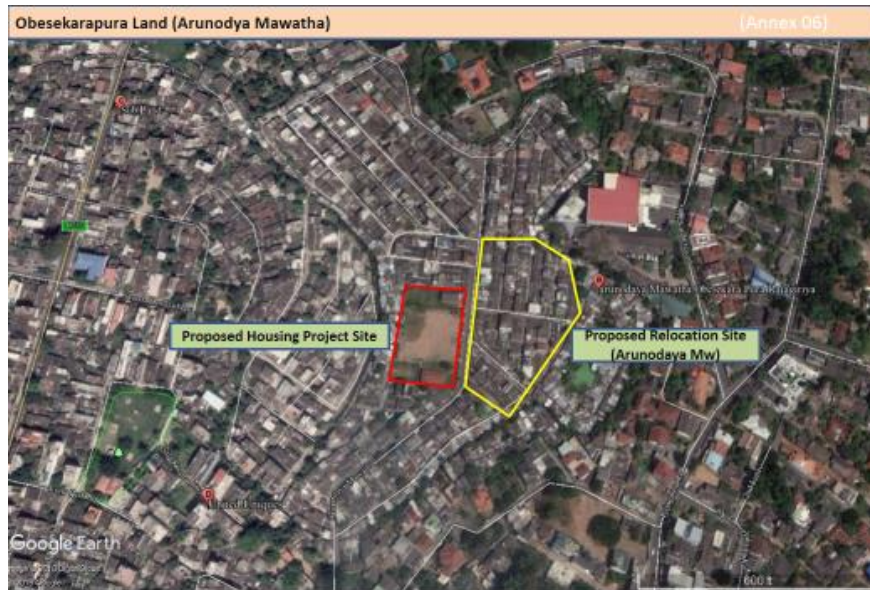 Obesekarapura Land (Arunodya Mawatha)
(Annex 06)
Proposed Housing Project Site
Proposed Relocation Site
(Arunodaya Mw)
Google Earth
600 ft